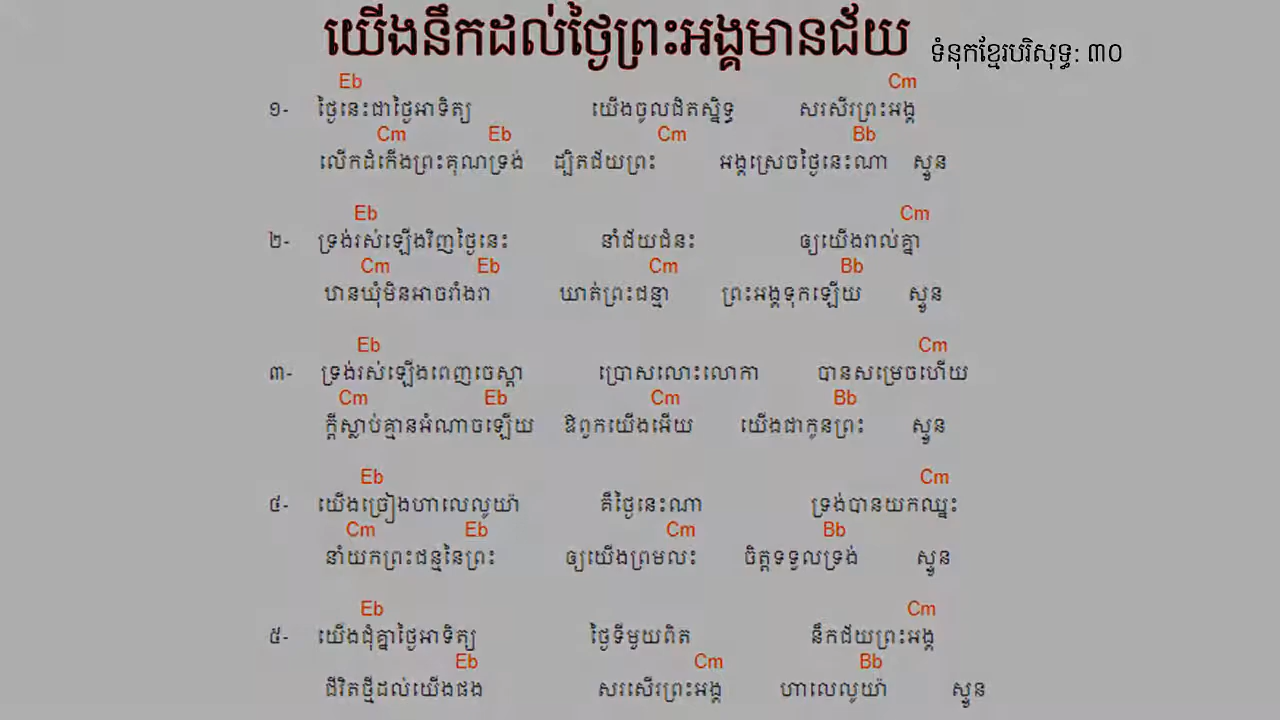 យើងនឹកដល់ថ្ងៃព្រះអង្គមានជ័យ ទំនុកខ្មែរបរិសុទ្ធ: ៣០
Eb Cm
១- ថ្ងៃនេះជាថ្ងៃអាទិត្យ យើងចូលជិតស្និទ្ធ សរសើរព្រះអង្គ
Cm Eb Cm Bb
លើកដំកើងព្រះគុណទ្រង់ ដ្បិតជ័យព្រះ អង្គស្រេចថ្ងៃនេះណា ស្ទួន
Eb Cm
២- ទ្រង់រស់ឡើងវិញថ្ងៃនេះ នាំជ័យជំនះ ឲ្យយើងរាល់គ្នា
Cm Eb Cm Bb
ឋានឃុំមិនអាចរាំងរា ឃាត់ព្រះជន្មា ព្រះអង្គទុកឡើយ ស្ទួន
Eb Cm
៣- ទ្រង់រស់ឡើងពេញចេស្តា ប្រោសលោះលោកា បានសម្រេចហើយ
Cm Eb Cm Bb
ក្តីស្លាប់គ្មានអំណាចឡើយ ឱពួកយើងអើយ យើងជាកូនព្រះ ស្ទួន
Eb Cm
៤- យើងច្រៀងហាលេលូយ៉ា គឺថ្ងៃនេះណា ទ្រង់បានយកឈ្នះ
Cm Eb Cm Bb
នាំយកព្រះជន្មនៃព្រះ ឲ្យយើងព្រមលះ ចិត្តទទួលទ្រង់ ស្ទួន
Eb Cm
៥- យើងជុំគ្នាថ្ងៃអាទិត្យ ថ្ងៃទីមួយពិត នឹកជ័យព្រះអង្គ
Eb Cm Bb
ជីវិតថ្មីដល់យើងផង សរសើរព្រះអង្គ ហាលេលូយ៉ា ស្ទួន